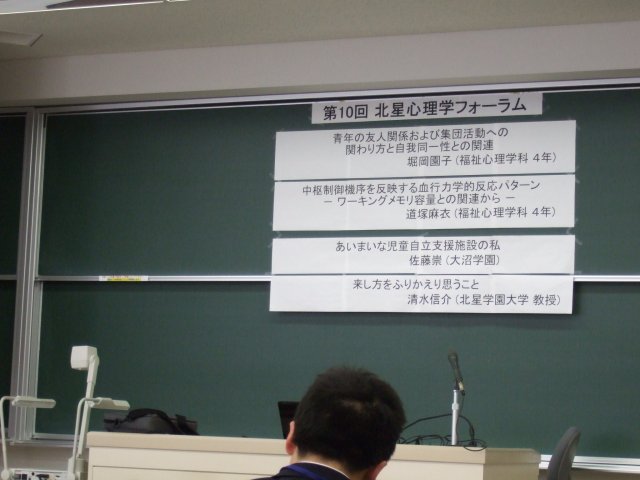 第10回 北星心理学フォーラム
青年の友人関係および集団活動への
関わり方と自我同一性との関連
堀岡園子（福祉心理学科 4年）
中枢制御機序を反映する血行力学的反応パターン
－ ワーキングメモリ容量との関連から －
道塚麻衣（福祉心理学科 4年）
あいまいな児童自立支援施設の私
佐藤崇（大沼学園）
来し方をふりかえり思うこと
清水信介（北星学園大学 教授）